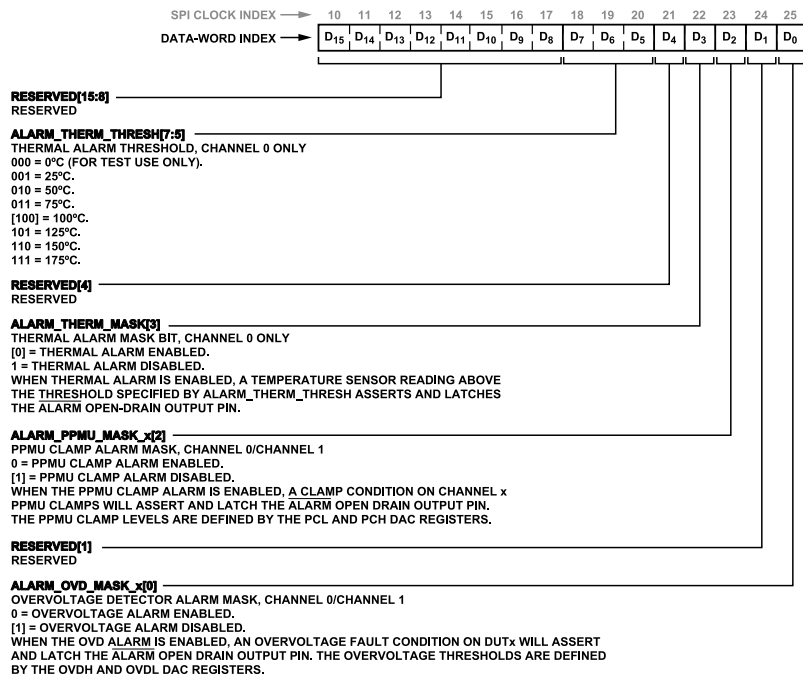 SPI CLOCK INDEX 10 11 12 13 14 15 16 17 18 19 20 21 22 23 24 25
DATA-WORD INDEX D15 D14 D13 D12 D11 D10 D9 D8 D7 D6 D5 D4 D3 D2 D1 D0
RESERVED[15:8]
RESERVED
ALARM_THERM_THRESH[7:5]
THERMAL ALARM THRESHOLD, CHANNEL 0 ONLY
000 = 0ºC (FOR TEST USE ONLY).
001 = 25ºC.
010 = 50ºC.
011 = 75ºC.
[100] = 100ºC.
101 = 125ºC.
110 = 150ºC.
111 = 175ºC.
RESERVED[4]
RESERVED
ALARM_THERM_MASK[3]
THERMAL ALARM MASK BIT, CHANNEL 0 ONLY
[0] = THERMAL ALARM ENABLED.
1 = THERMAL ALARM DISABLED.
WHEN THERMAL ALARM IS ENABLED, A TEMPERATURE SENSOR READING ABOVE
THE THRESHOLD SPECIFIED BY ALARM_THERM_THRESH ASSERTS AND LATCHES
THE ALARM OPEN-DRAIN OUTPUT PIN.
ALARM_PPMU_MASK_x[2]
PPMU CLAMP ALARM MASK, CHANNEL 0/CHANNEL 1
0 = PPMU CLAMP ALARM ENABLED.
[1] = PPMU CLAMP ALARM DISABLED.
WHEN THE PPMU CLAMP ALARM IS ENABLED, A CLAMP CONDITION ON CHANNEL x
PPMU CLAMPS WILL ASSERT AND LATCH THE ALARM OPEN DRAIN OUTPUT PIN.
THE PPMU CLAMP LEVELS ARE DEFINED BY THE PCL AND PCH DAC REGISTERS.
RESERVED[1]
RESERVED
ALARM_OVD_MASK_x[0]
OVERVOLTAGE DETECTOR ALARM MASK, CHANNEL 0/CHANNEL 1
0 = OVERVOLTAGE ALARM ENABLED.
[1] = OVERVOLTAGE ALARM DISABLED.
WHEN THE OVD ALARM IS ENABLED, AN OVERVOLTAGE FAULT CONDITION ON DUTx WILL ASSERT
AND LATCH THE ALARM OPEN DRAIN OUTPUT PIN. THE OVERVOLTAGE THRESHOLDS ARE DEFINED
BY THE OVDH AND OVDL DAC REGISTERS.